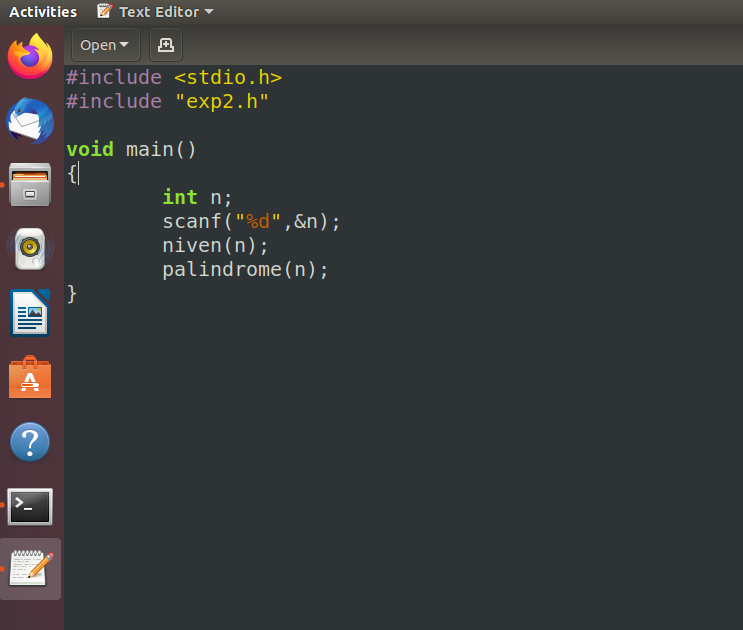 Activities Text Editor
Open
#include <stdio.h>
#include "exp2.h"
void main()
{
int n;
scanf("%d",&n);
niven(n);
palindrome(n);
}